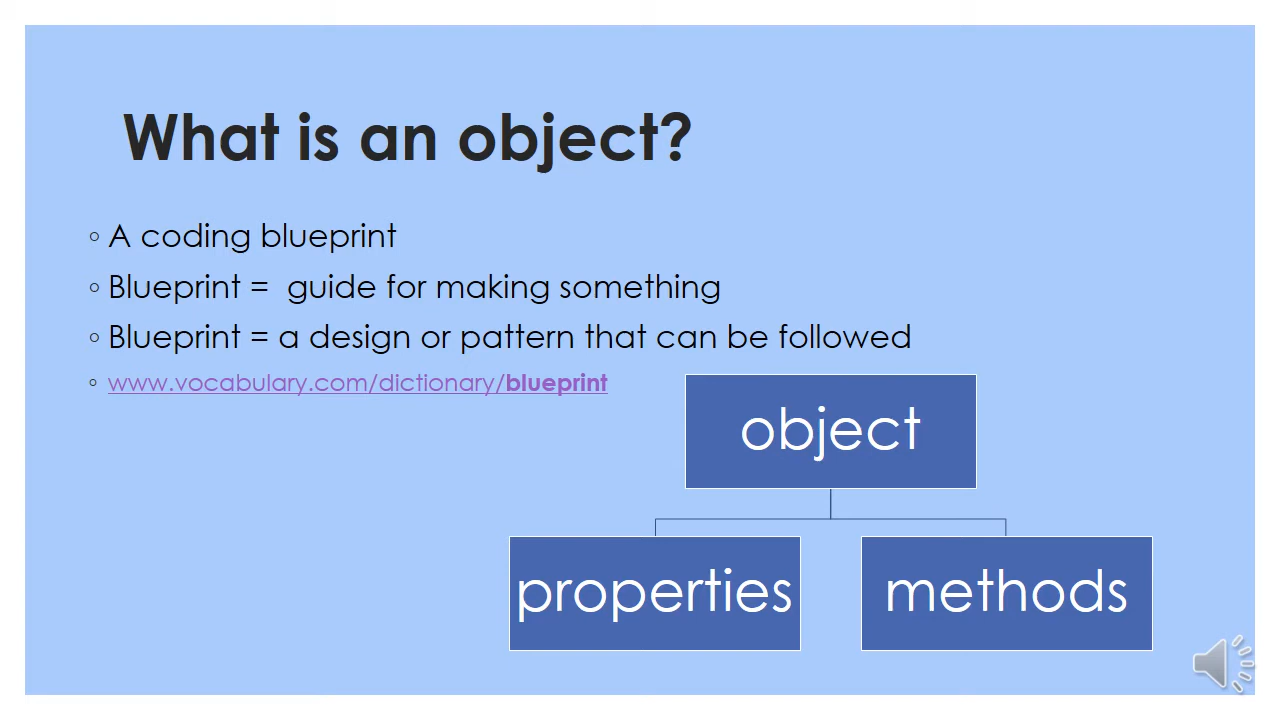 What is an object?
◦ A coding blueprint
◦ Blueprint =  guide for making something
◦ Blueprint = a design or pattern that can be followed
◦ www.vocabulary.com/dictionary/blueprint
object
properties
methods